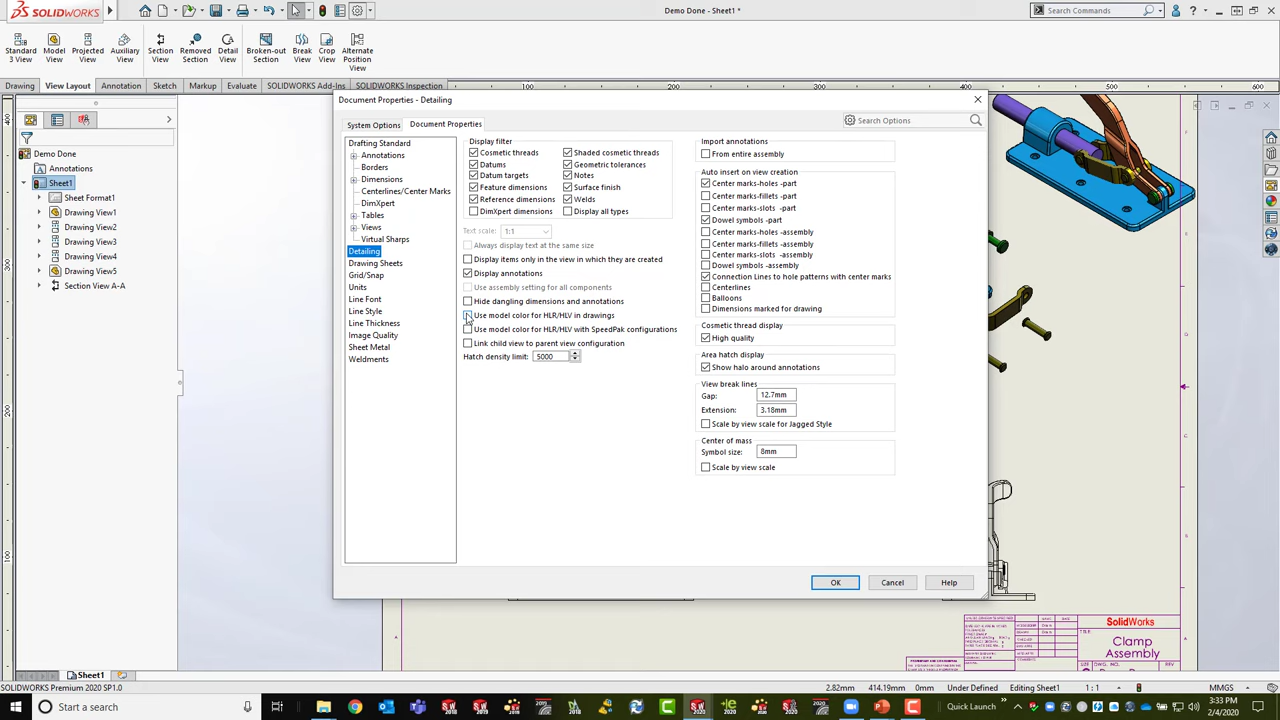 SOLIDWORKS
Demo Done - Sheet1 *
Search Commands
Standard 3 View
Model View
Projected View
Auxiliary View
Section View
Removed Section
Detail View
Broken-out Section
Break View
Crop View
Alternate Position View
Drawing
View Layout
Annotation
Sketch
Markup
Evaluate
SOLIDWORKS Add-Ins
SOLIDWORKS Inspection
100
200
300
400
500
600
Demo Done
Annotations
Sheet1
Sheet Format1
Drawing View1
Drawing View2
Drawing View3
Drawing View4
Drawing View5
Section View A-A
400
300
200
100
Document Properties - Detailing
System Options
Document Properties
Search Options
Drafting Standard
Annotations
Borders
Dimensions
Centerlines/Center Marks
DimXpert
Tables
Views
Virtual Sharps
Detailing
Drawing Sheets
Grid/Snap
Units
Line Font
Line Style
Line Thickness
Image Quality
Sheet Metal
Weldments
Display filter
Cosmetic threads
Shaded cosmetic threads
Datums
Geometric tolerances
Datum targets
Notes
Feature dimensions
Surface finish
Reference dimensions
Welds
DimXpert dimensions
Display all types
Text scale: 1:1
Always display text at the same size
Display items only in the view in which they are created
Display annotations
Use assembly setting for all components
Hide dangling dimensions and annotations
Use model color for HLR/HLV in drawings
Use model color for HLR/HLV with SpeedPak configurations
Link child view to parent view configuration
Hatch density limit: 5000
Import annotations
From entire assembly
Auto insert on view creation
Center marks-holes -part
Center marks-fillets -part
Center marks-slots -part
Dowel symbols -part
Center marks-holes -assembly
Center marks-fillets -assembly
Center marks-slots -assembly
Dowel symbols -assembly
Connection Lines to hole patterns with center marks
Centerlines
Balloons
Dimensions marked for drawing
Cosmetic thread display
High quality
Area hatch display
Show halo around annotations
View break lines
Gap: 12.7mm
Extension: 3.18mm
Scale by view scale for Jagged Style
Center of mass
Symbol size: 8mm
Scale by view scale
OK
Cancel
Help
SolidWorks
TITLE:
Clamp
Assembly
SIZE DWG. NO. REV
Sheet1
SOLIDWORKS Premium 2020 SP1.0
2.82mm
414.19mm
0mm
Under Defined
Editing Sheet1
1 : 1
MMGS
Start a search
Quick Launch
3:33 PM
2/4/2020